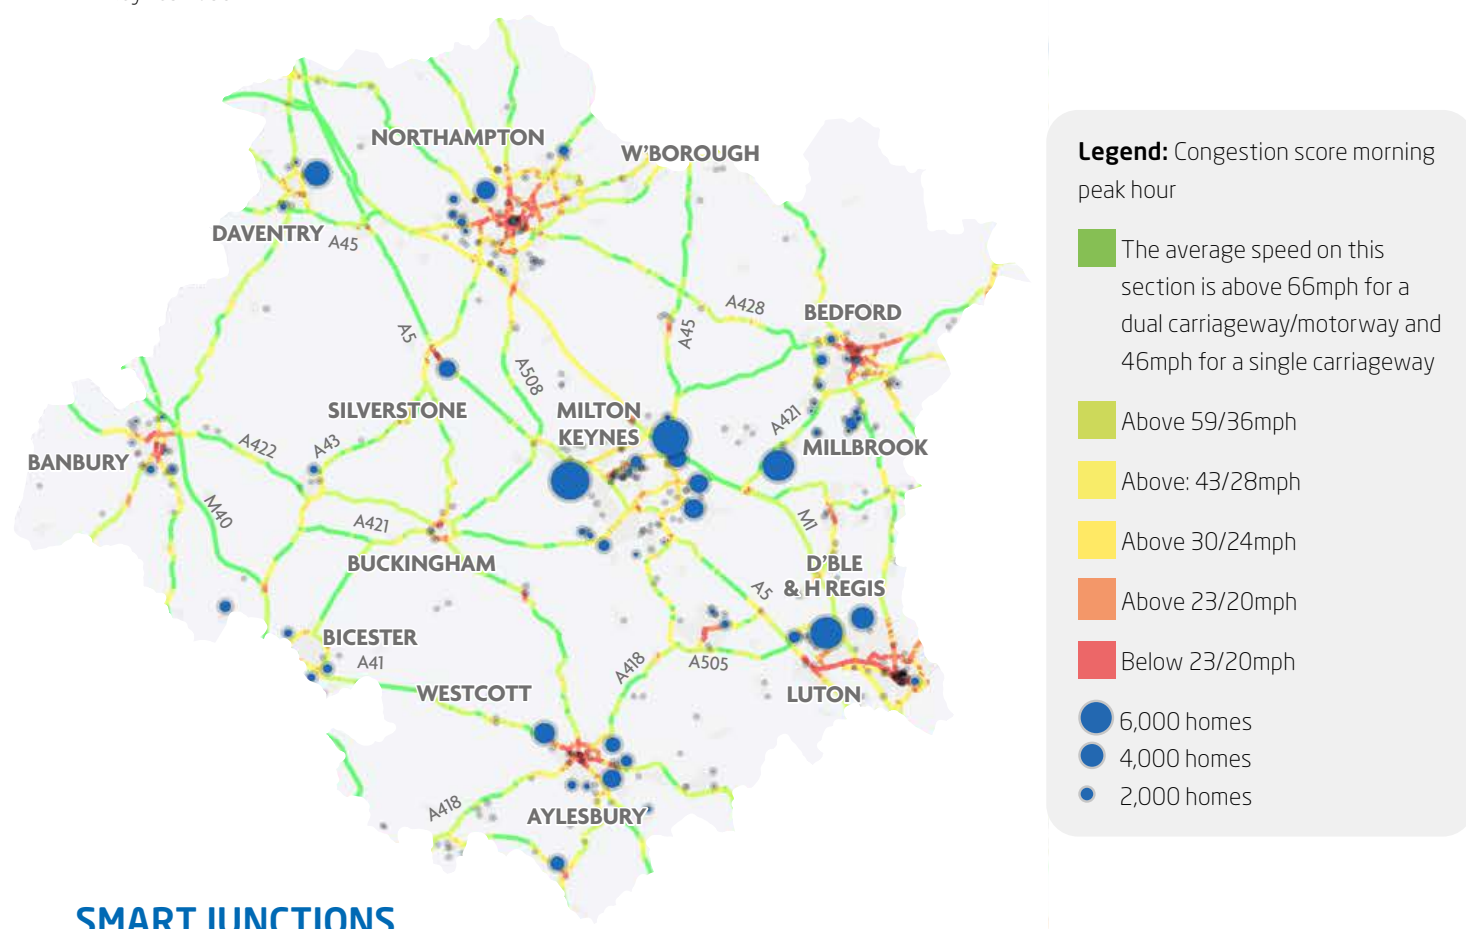 NORTHAMPTON
W'BOROUGH
DAVENTRY
A45
A5
A508
A45
A428
BEDFORD
SILVERSTONE
MILTON
KEYNES
A421
MILLBROOK
BANBURY
A422
A43
M40
A421
BUCKINGHAM
M1
D'BLE
& H REGIS
A5
BICESTER
A41
A418
A505
WESTCOTT
LUTON
A418
AYLESBURY
Legend: Congestion score morning
peak hour
The average speed on this
section is above 66mph for a
dual carriageway/motorway and
46mph for a single carriageway
Above 59/36mph
Above: 43/28mph
Above 30/24mph
Above 23/20mph
Below 23/20mph
6,000 homes
4,000 homes
2,000 homes
SMART JUNCTIONS